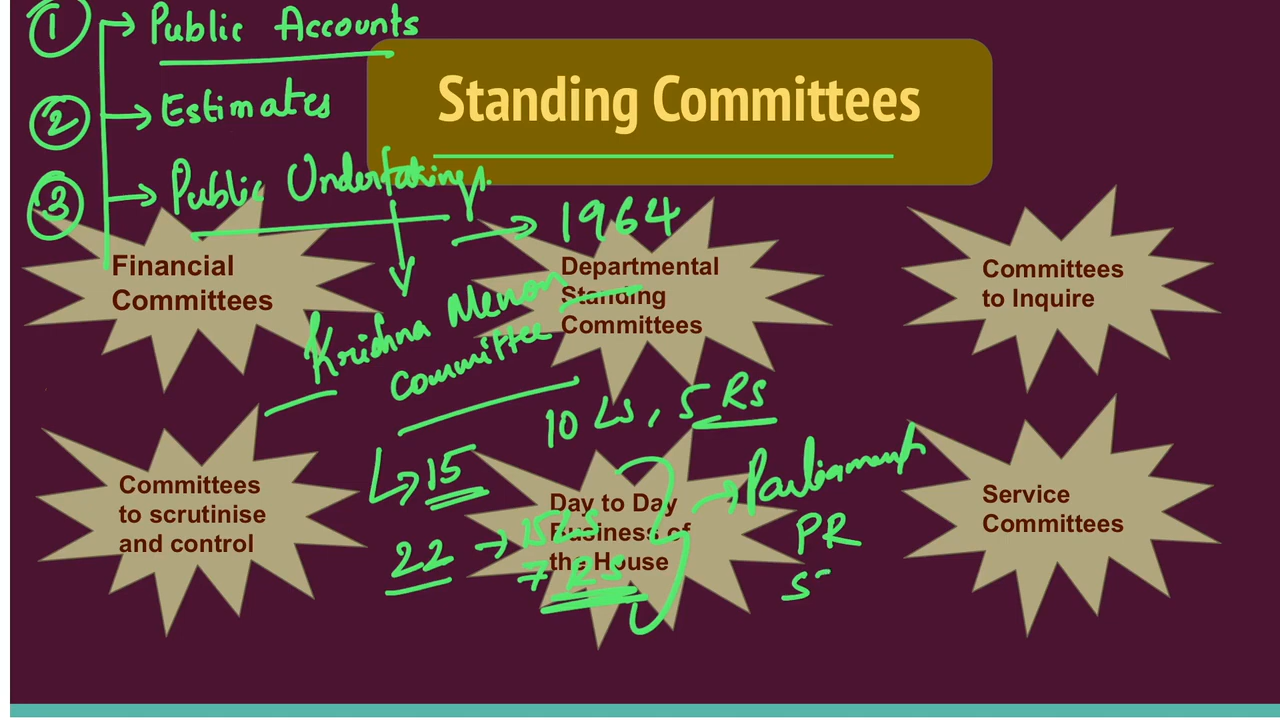 ① → Public Accounts
② → Estimates
③ → Public Undertakings.
→ 1964
Standing Committees
Financial
Committees
Departmental
Standing
Committees
Committees
to Inquire
Krishna Menon
Committee
10 LS, 5 RS
15
22 → 15 LS
7 RS
→ Parliament
PR
S
Committees
to scrutinise
and control
Day to Day
Business of
the House
Service
Committees